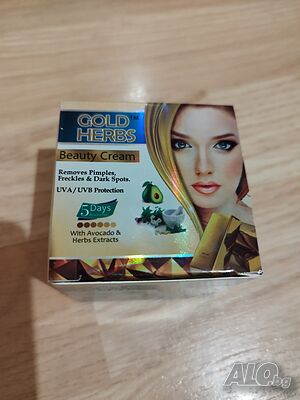 GOLD™
HERBS
Beauty Cream
Removes Pimples,
Freckles & Dark Spots.
UVA / UVB Protection
5 Days
With Avocado &
Herbs Extracts
ALO.bg